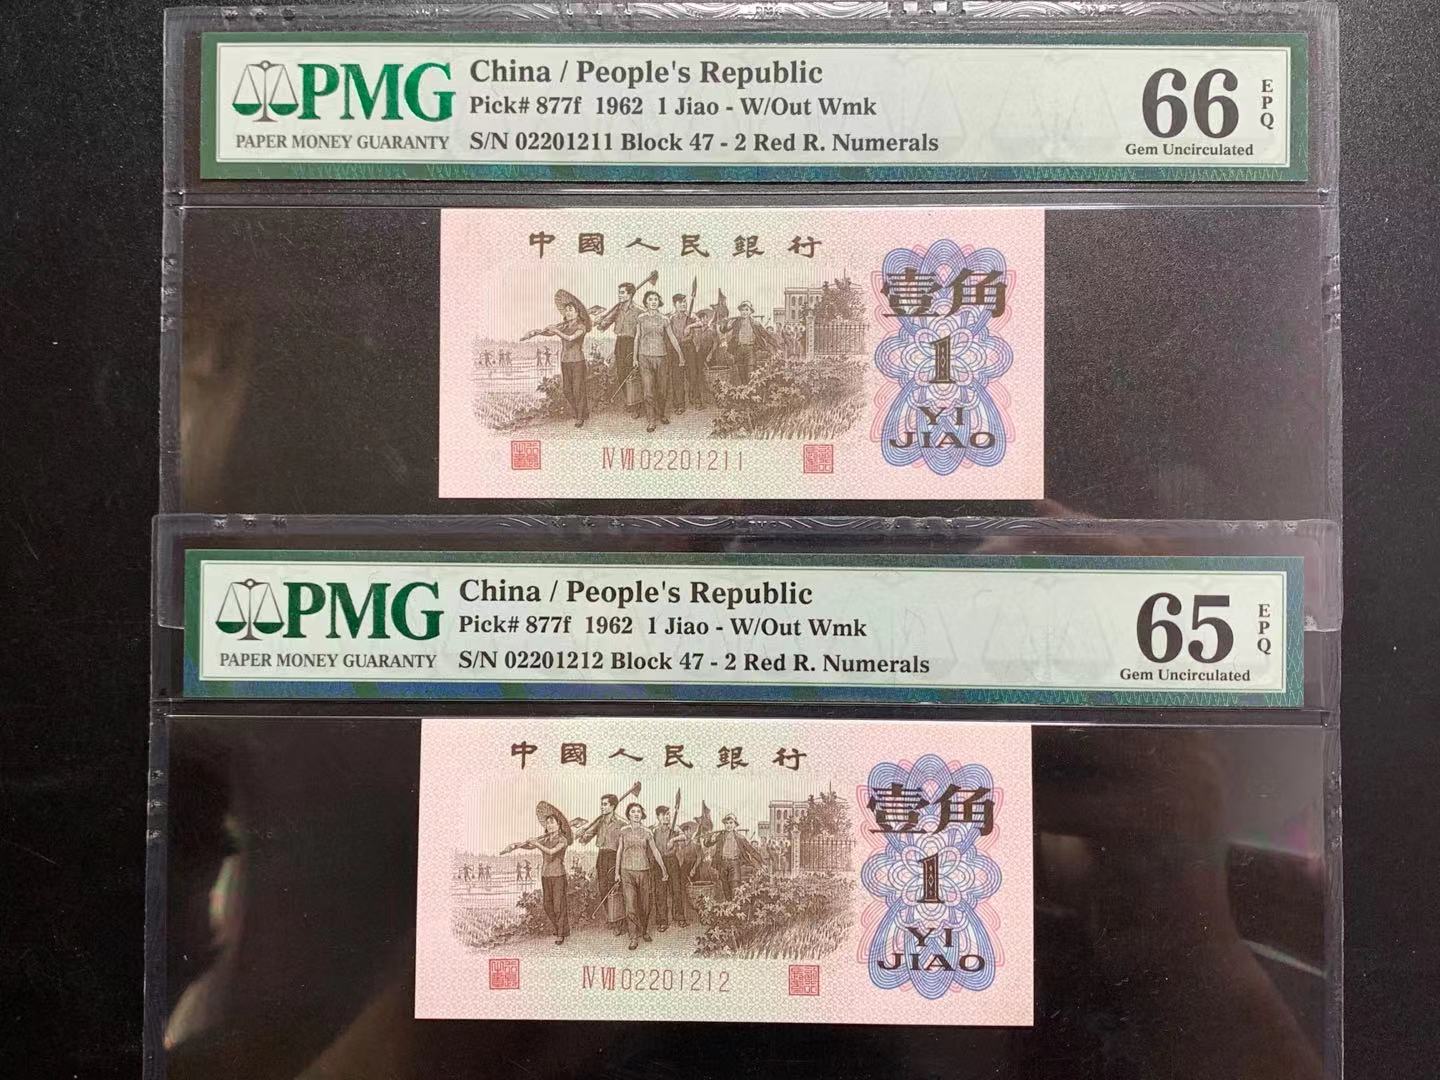 PMG
PAPER MONEY GUARANTY
China / People's Republic
Pick# 877f 1962 1 Jiao - W/Out Wmk
S/N 02201211 Block 47 - 2 Red R. Numerals
66
EPQ
Gem Uncirculated
中國人民銀行
壹角
1
YI
JIAO
IV VII 02201211
PMG
PAPER MONEY GUARANTY
China / People's Republic
Pick# 877f 1962 1 Jiao - W/Out Wmk
S/N 02201212 Block 47 - 2 Red R. Numerals
65
EPQ
Gem Uncirculated
中國人民銀行
壹角
1
YI
JIAO
IV VII 02201212